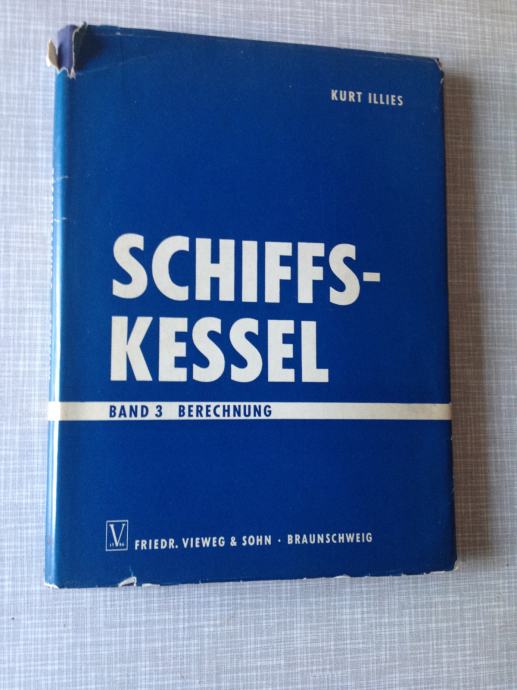 KURT ILLIES
SCHIFFS-
KESSEL
BAND 3 BERECHNUNG
V
FRIEDR. VIEWEG & SOHN · BRAUNSCHWEIG